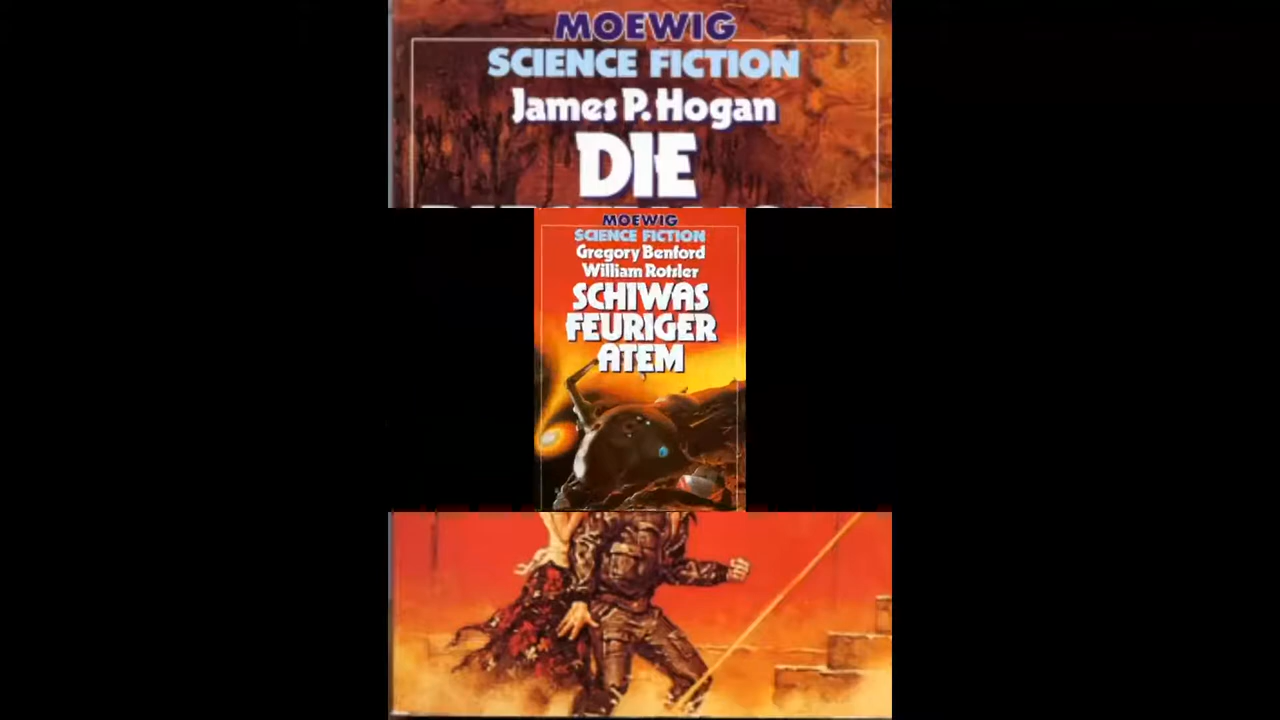 MOEWIG
SCIENCE FICTION
James P. Hogan
DIE
MOEWIG
SCIENCE FICTION
Gregory Benford
William Rotsler
SCHIWAS
FEURIGER
ATEM